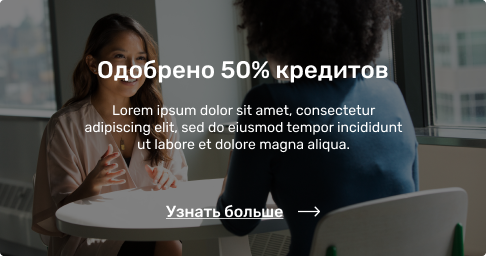 Одобрено 50% кредитов
Lorem ipsum dolor sit amet, consectetur
adipiscing elit, sed do eiusmod tempor incididunt
ut labore et dolore magna aliqua.
Узнать больше →